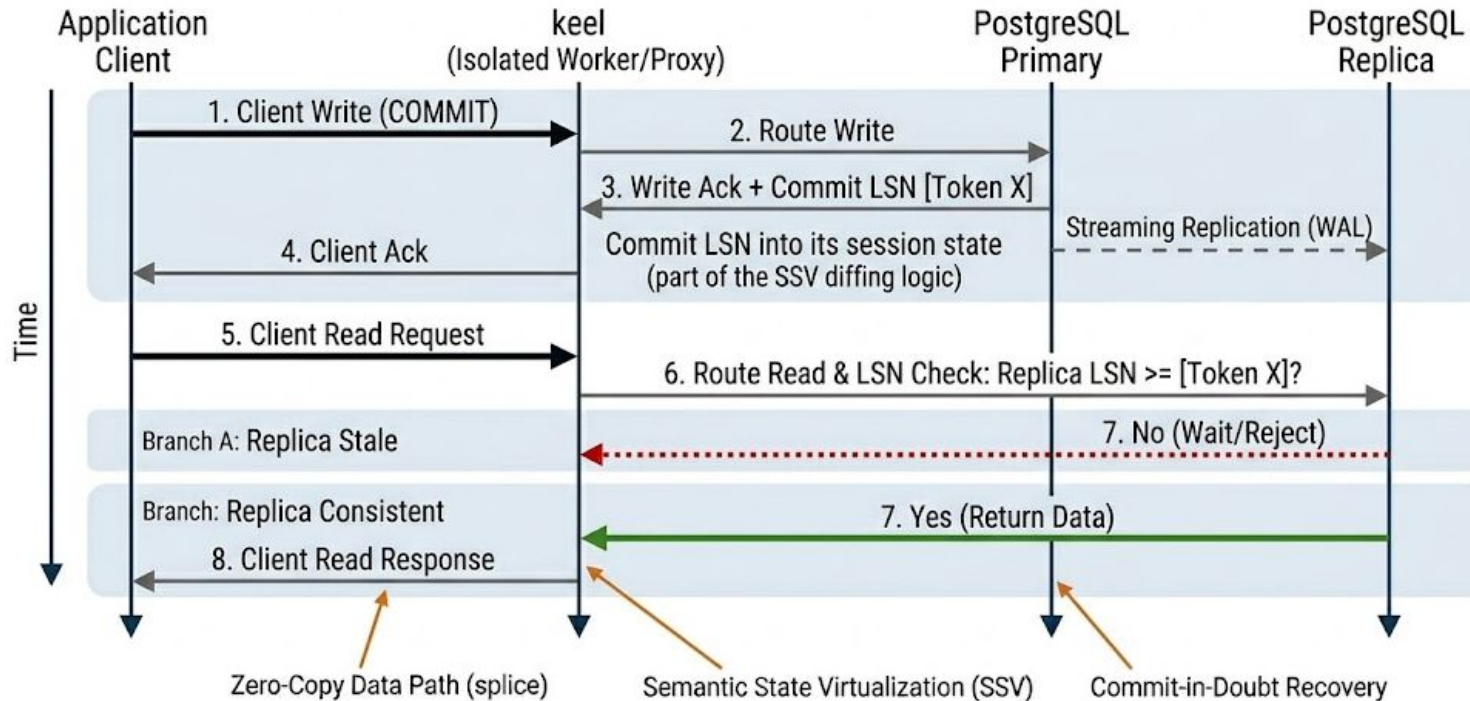 Application
Client
keel
(Isolated Worker/Proxy)
PostgreSQL
Primary
PostgreSQL
Replica
Time
1. Client Write (COMMIT)
2. Route Write
3. Write Ack + Commit LSN [Token X]
Commit LSN into its session state
(part of the SSV diffing logic)
Streaming Replication (WAL)
4. Client Ack
5. Client Read Request
6. Route Read & LSN Check: Replica LSN >= [Token X]?
Branch A: Replica Stale
7. No (Wait/Reject)
Branch: Replica Consistent
7. Yes (Return Data)
8. Client Read Response
Zero-Copy Data Path (splice)
Semantic State Virtualization (SSV)
Commit-in-Doubt Recovery